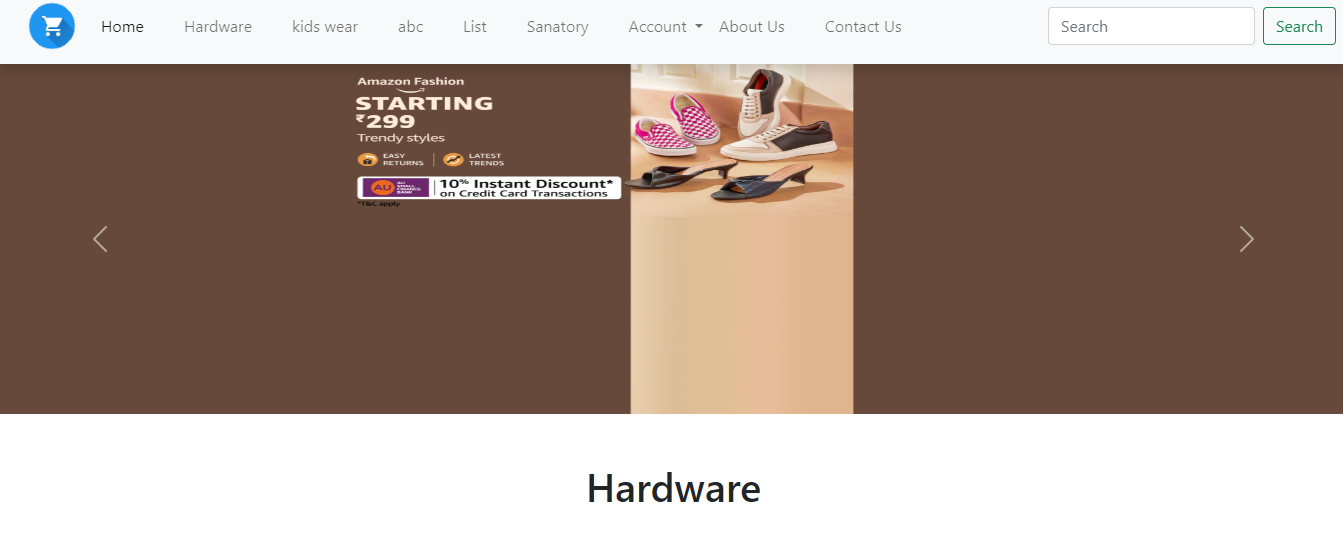 Home Hardware kids wear abc List Sanatory Account About Us Contact Us Search Search
Amazon Fashion
STARTING
₹299
Trendy styles
EASY RETURNS LATEST TRENDS
AU AU SMALL FINANCE BANK 10% Instant Discount* on Credit Card Transactions
*T&C apply
Hardware